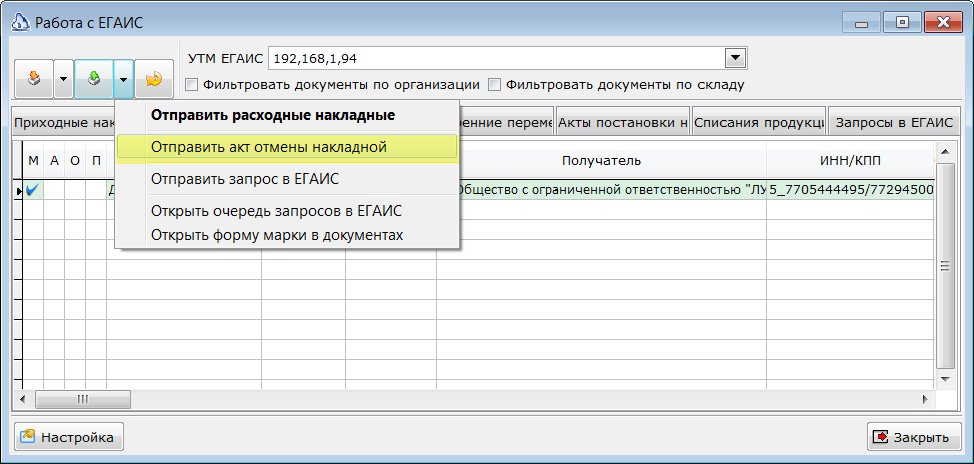 Работа с ЕГАИС
УТМ ЕГАИС 192,168,1,94
Фильтровать документы по организации Фильтровать документы по складу
Отправить расходные накладные
Отправить акт отмены накладной
Отправить запрос в ЕГАИС
Открыть очередь запросов в ЕГАИС
Открыть форму марки в документах
Приходные нак ренние переме Акты постановки н Списания продукци Запросы в ЕГАИС
М А О П Получатель ИНН/КПП
Общество с ограниченной ответственностью "ЛУ 5_7705444495/77294500
Настройка Закрыть